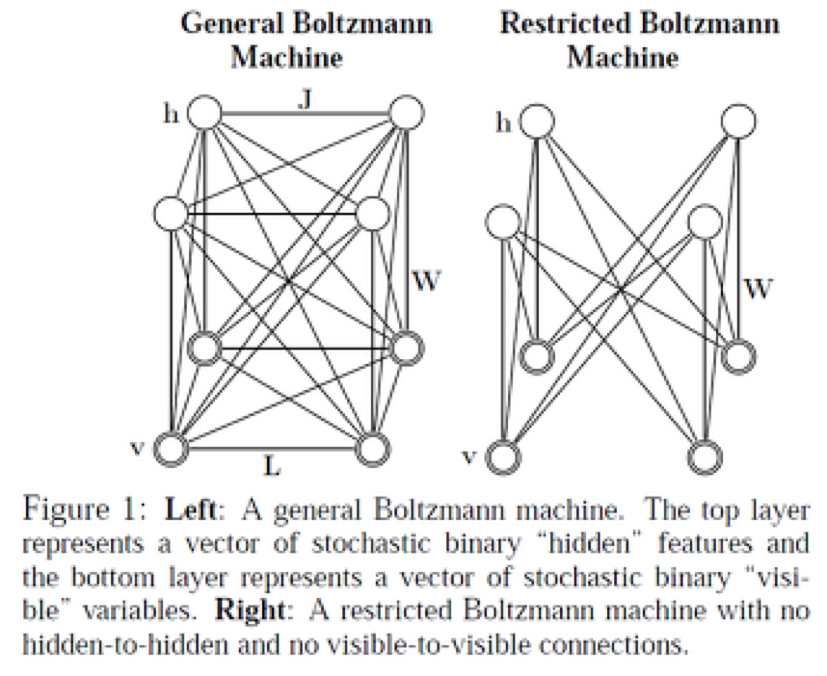 General Boltzmann
Machine
Restricted Boltzmann
Machine
h
J
W
v
L
h
W
v
Figure 1: Left: A general Boltzmann machine. The top layer
represents a vector of stochastic binary “hidden” features and
the bottom layer represents a vector of stochastic binary "visi-
ble” variables. Right: A restricted Boltzmann machine with no
hidden-to-hidden and no visible-to-visible connections.